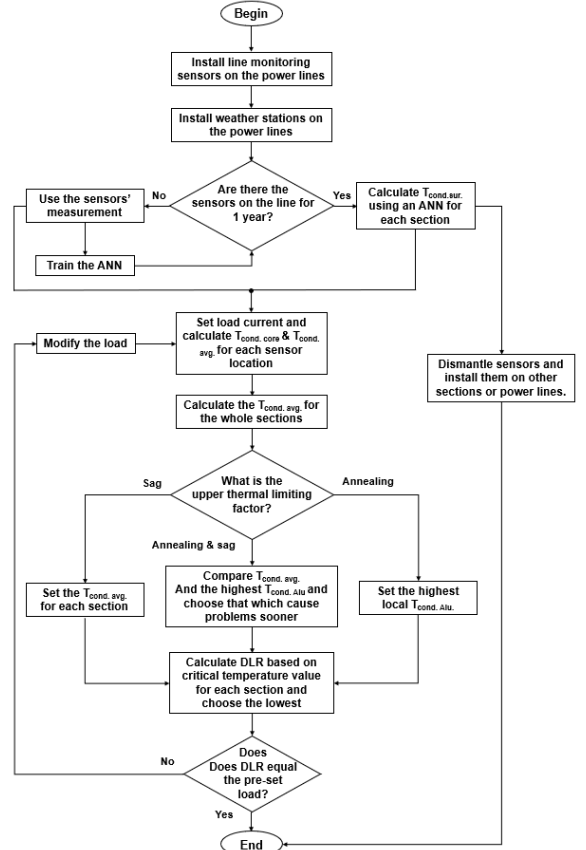 Begin
Install line monitoring
sensors on the power lines
Install weather stations on
the power lines
Are there the
sensors on the line for
1 year?
No
Yes
Use the sensors’
measurement
Train the ANN
Calculate Tcond.sur.
using an ANN for
each section
Set load current and
calculate Tcond. core & Tcond.
avg. for each sensor
location
Modify the load
Dismantle sensors and
install them on other
sections or power lines.
Calculate the Tcond. avg. for
the whole sections
What is the
upper thermal limiting
factor?
Sag
Annealing
Annealing & sag
Set the Tcond. avg.
for each section
Compare Tcond. avg.
And the highest Tcond. Alu and
choose that which cause
problems sooner
Set the highest
local Tcond. Alu.
Calculate DLR based on
critical temperature value
for each section and
choose the lowest
Does
Does DLR equal
the pre-set
load?
No
Yes
End